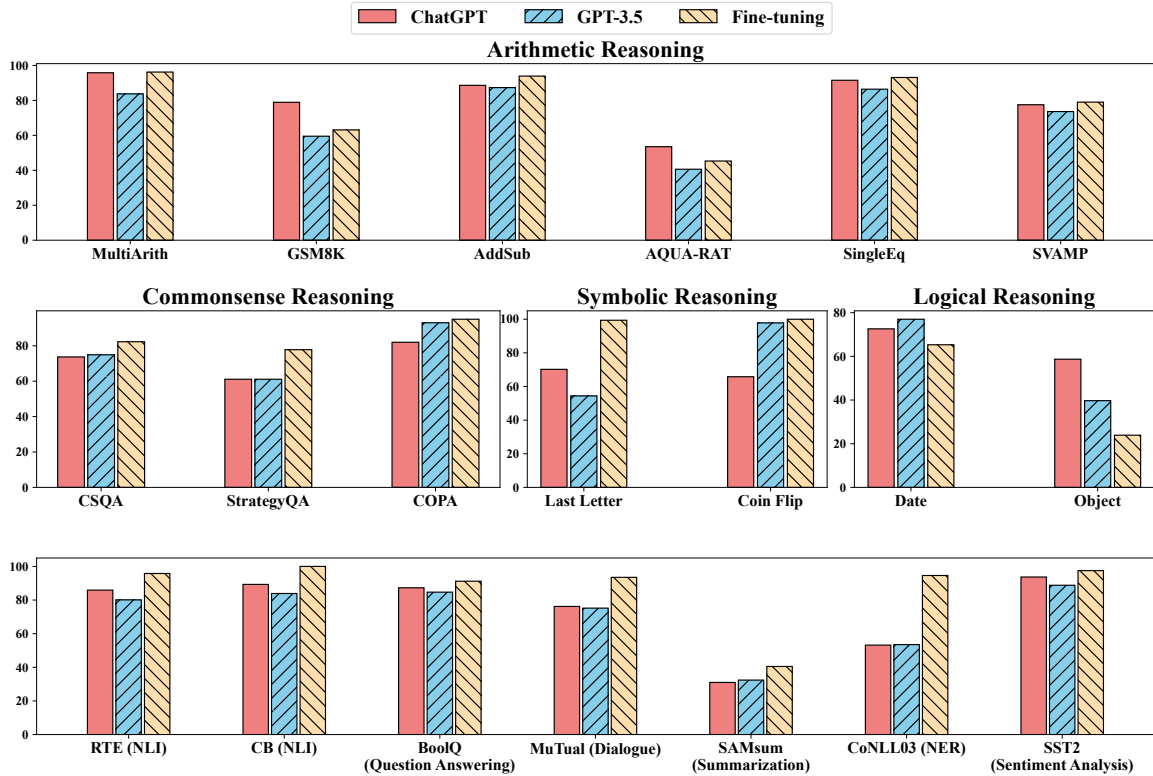 ChatGPT GPT-3.5 Fine-tuning
Arithmetic Reasoning
100
80
60
40
20
0
MultiArith GSM8K AddSub AQUA-RAT SingleEq SVAMP
Commonsense Reasoning
80
60
40
20
0
CSQA StrategyQA COPA
Symbolic Reasoning
100
80
60
40
20
0
Last Letter Coin Flip
Logical Reasoning
80
60
40
20
0
Date Object
100
80
60
40
20
0
RTE (NLI) CB (NLI) BoolQ MuTual (Dialogue) SAMsum CoNLL03 (NER) SST2
(Question Answering) (Summarization) (Sentiment Analysis)